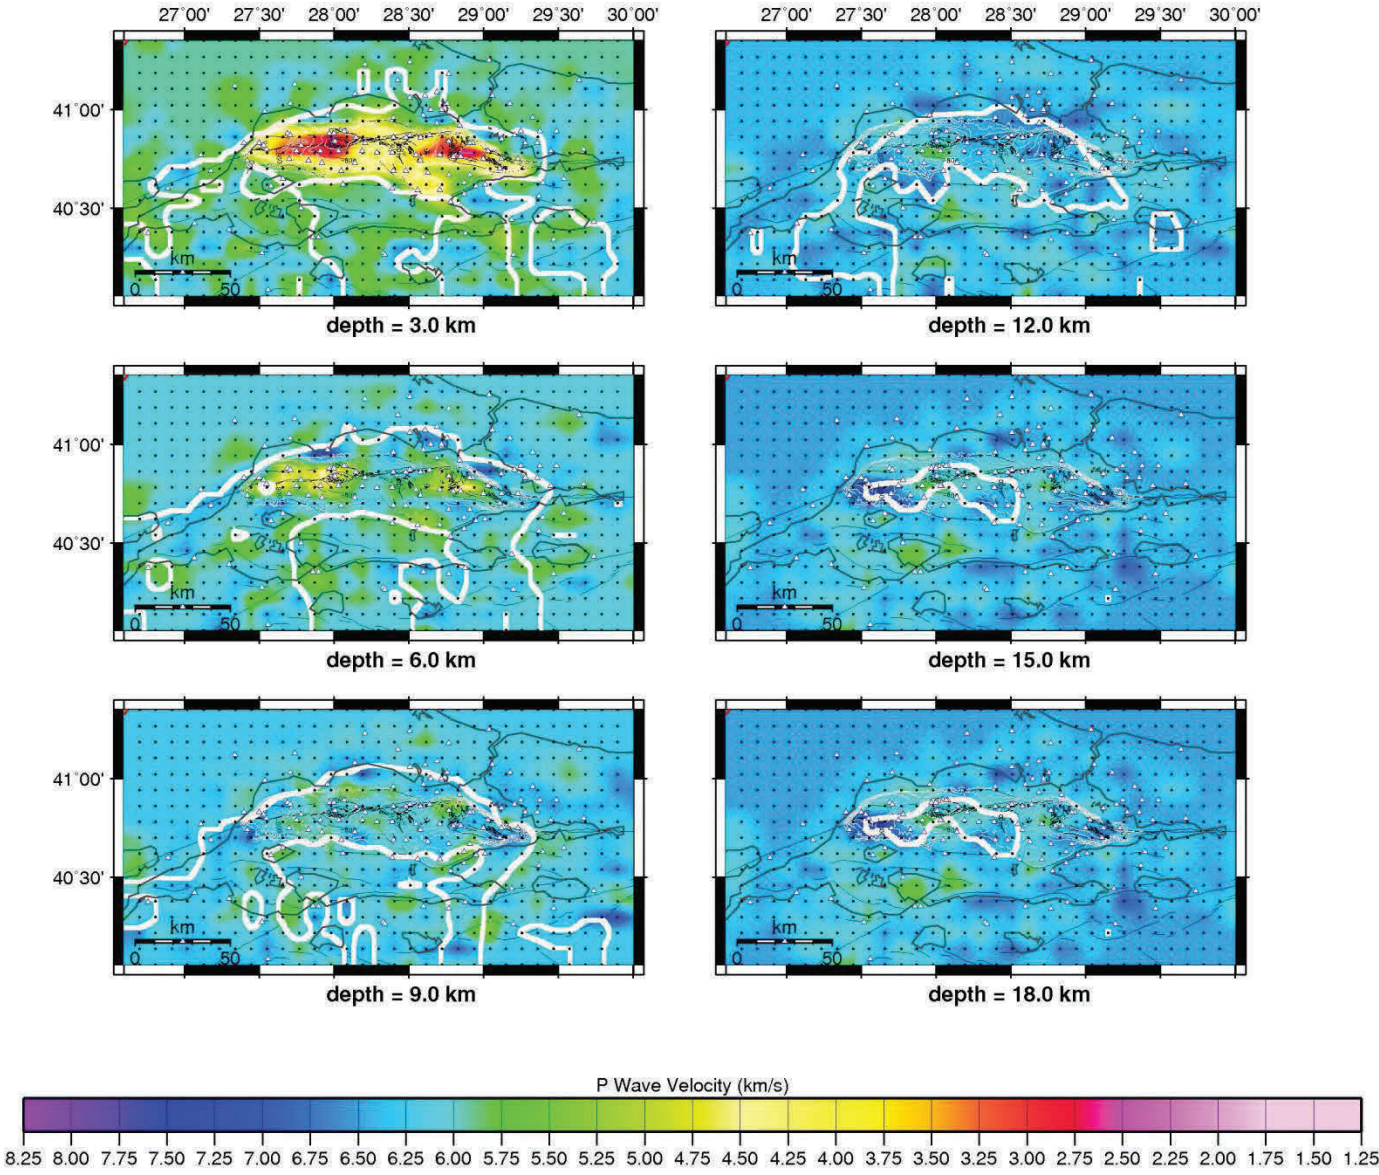 27°00' 27°30' 28°00' 28°30' 29°00' 29°30' 30°00'
27°00' 27°30' 28°00' 28°30' 29°00' 29°30' 30°00'
41°00'
40°30'
km
0 50
km
0 50
depth = 3.0 km
depth = 12.0 km
41°00'
40°30'
km
0 50
km
0 50
depth = 6.0 km
depth = 15.0 km
41°00'
40°30'
km
0 50
km
0 50
depth = 9.0 km
depth = 18.0 km
P Wave Velocity (km/s)
8.25 8.00 7.75 7.50 7.25 7.00 6.75 6.50 6.25 6.00 5.75 5.50 5.25 5.00 4.75 4.50 4.25 4.00 3.75 3.50 3.25 3.00 2.75 2.50 2.25 2.00 1.75 1.50 1.25